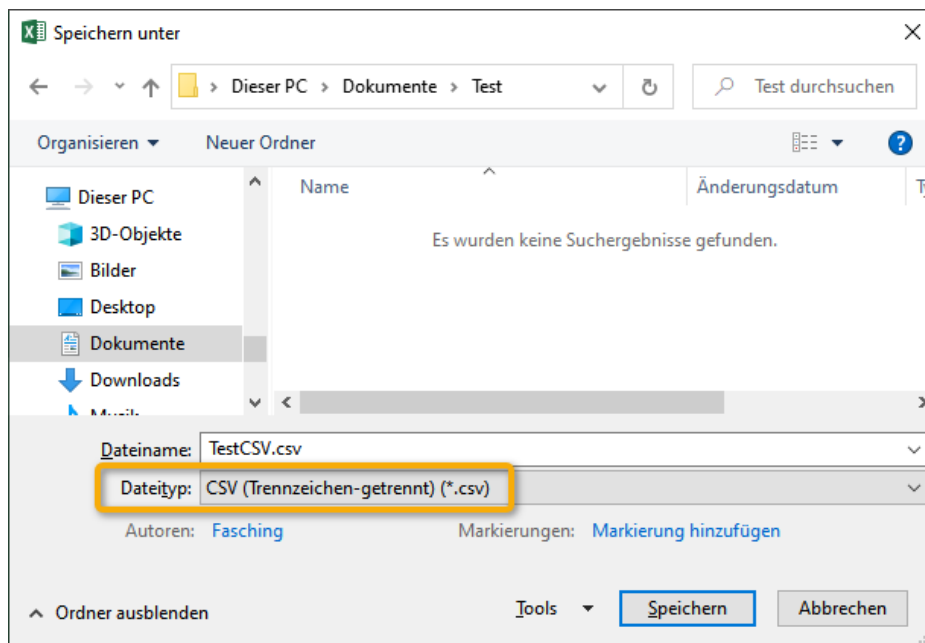 Speichern unter
Dieser PC > Dokumente > Test
Test durchsuchen
Organisieren
Neuer Ordner
?
Dieser PC
3D-Objekte
Bilder
Desktop
Dokumente
Downloads
Musik
Name
Änderungsdatum
Es wurden keine Suchergebnisse gefunden.
Dateiname: TestCSV.csv
Dateityp: CSV (Trennzeichen-getrennt) (*.csv)
Autoren: Fasching
Markierungen: Markierung hinzufügen
Ordner ausblenden
Tools
Speichern
Abbrechen